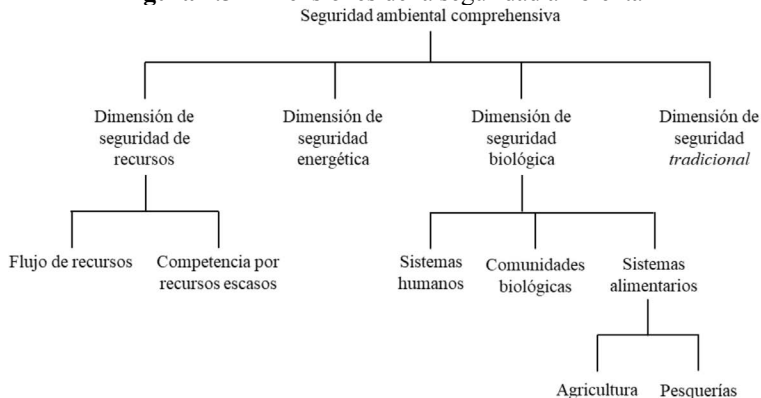 Seguridad ambiental comprehensiva
Dimensión de
seguridad de
recursos
Dimensión de
seguridad
energética
Dimensión de
seguridad
biológica
Dimensión de
seguridad
tradicional
Flujo de recursos
Competencia por
recursos escasos
Sistemas
humanos
Comunidades
biológicas
Sistemas
alimentarios
Agricultura
Pesquerías